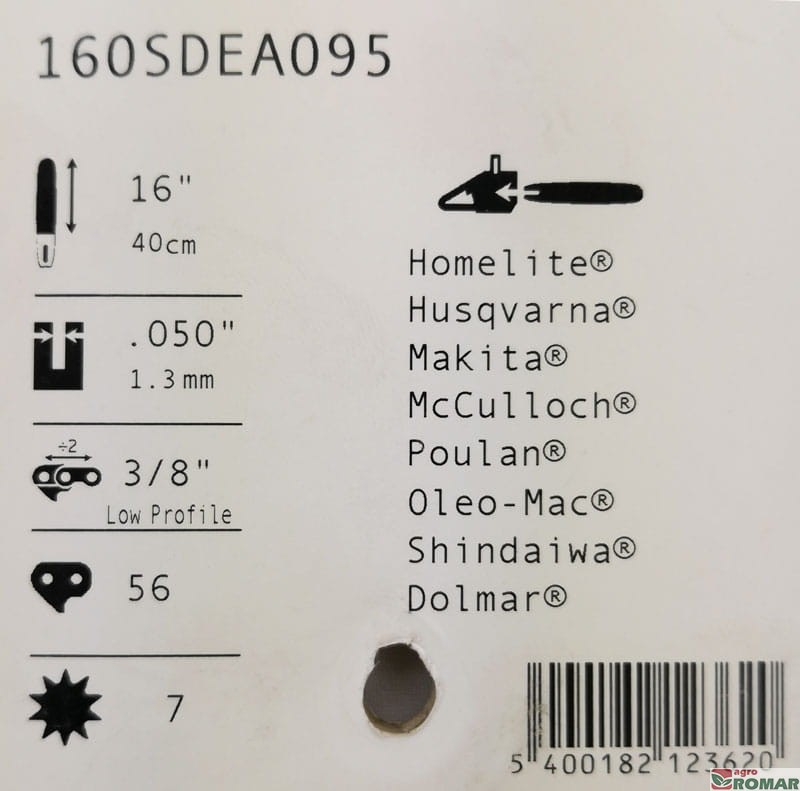 160SDEA095
16"
40cm
.050"
1.3mm
÷2
3/8"
Low Profile
56
7
Homelite®
Husqvarna®
Makita®
McCulloch®
Poulan®
Oleo-Mac®
Shindaiwa®
Dolmar®
5 400182 123620
agro
ROMAR